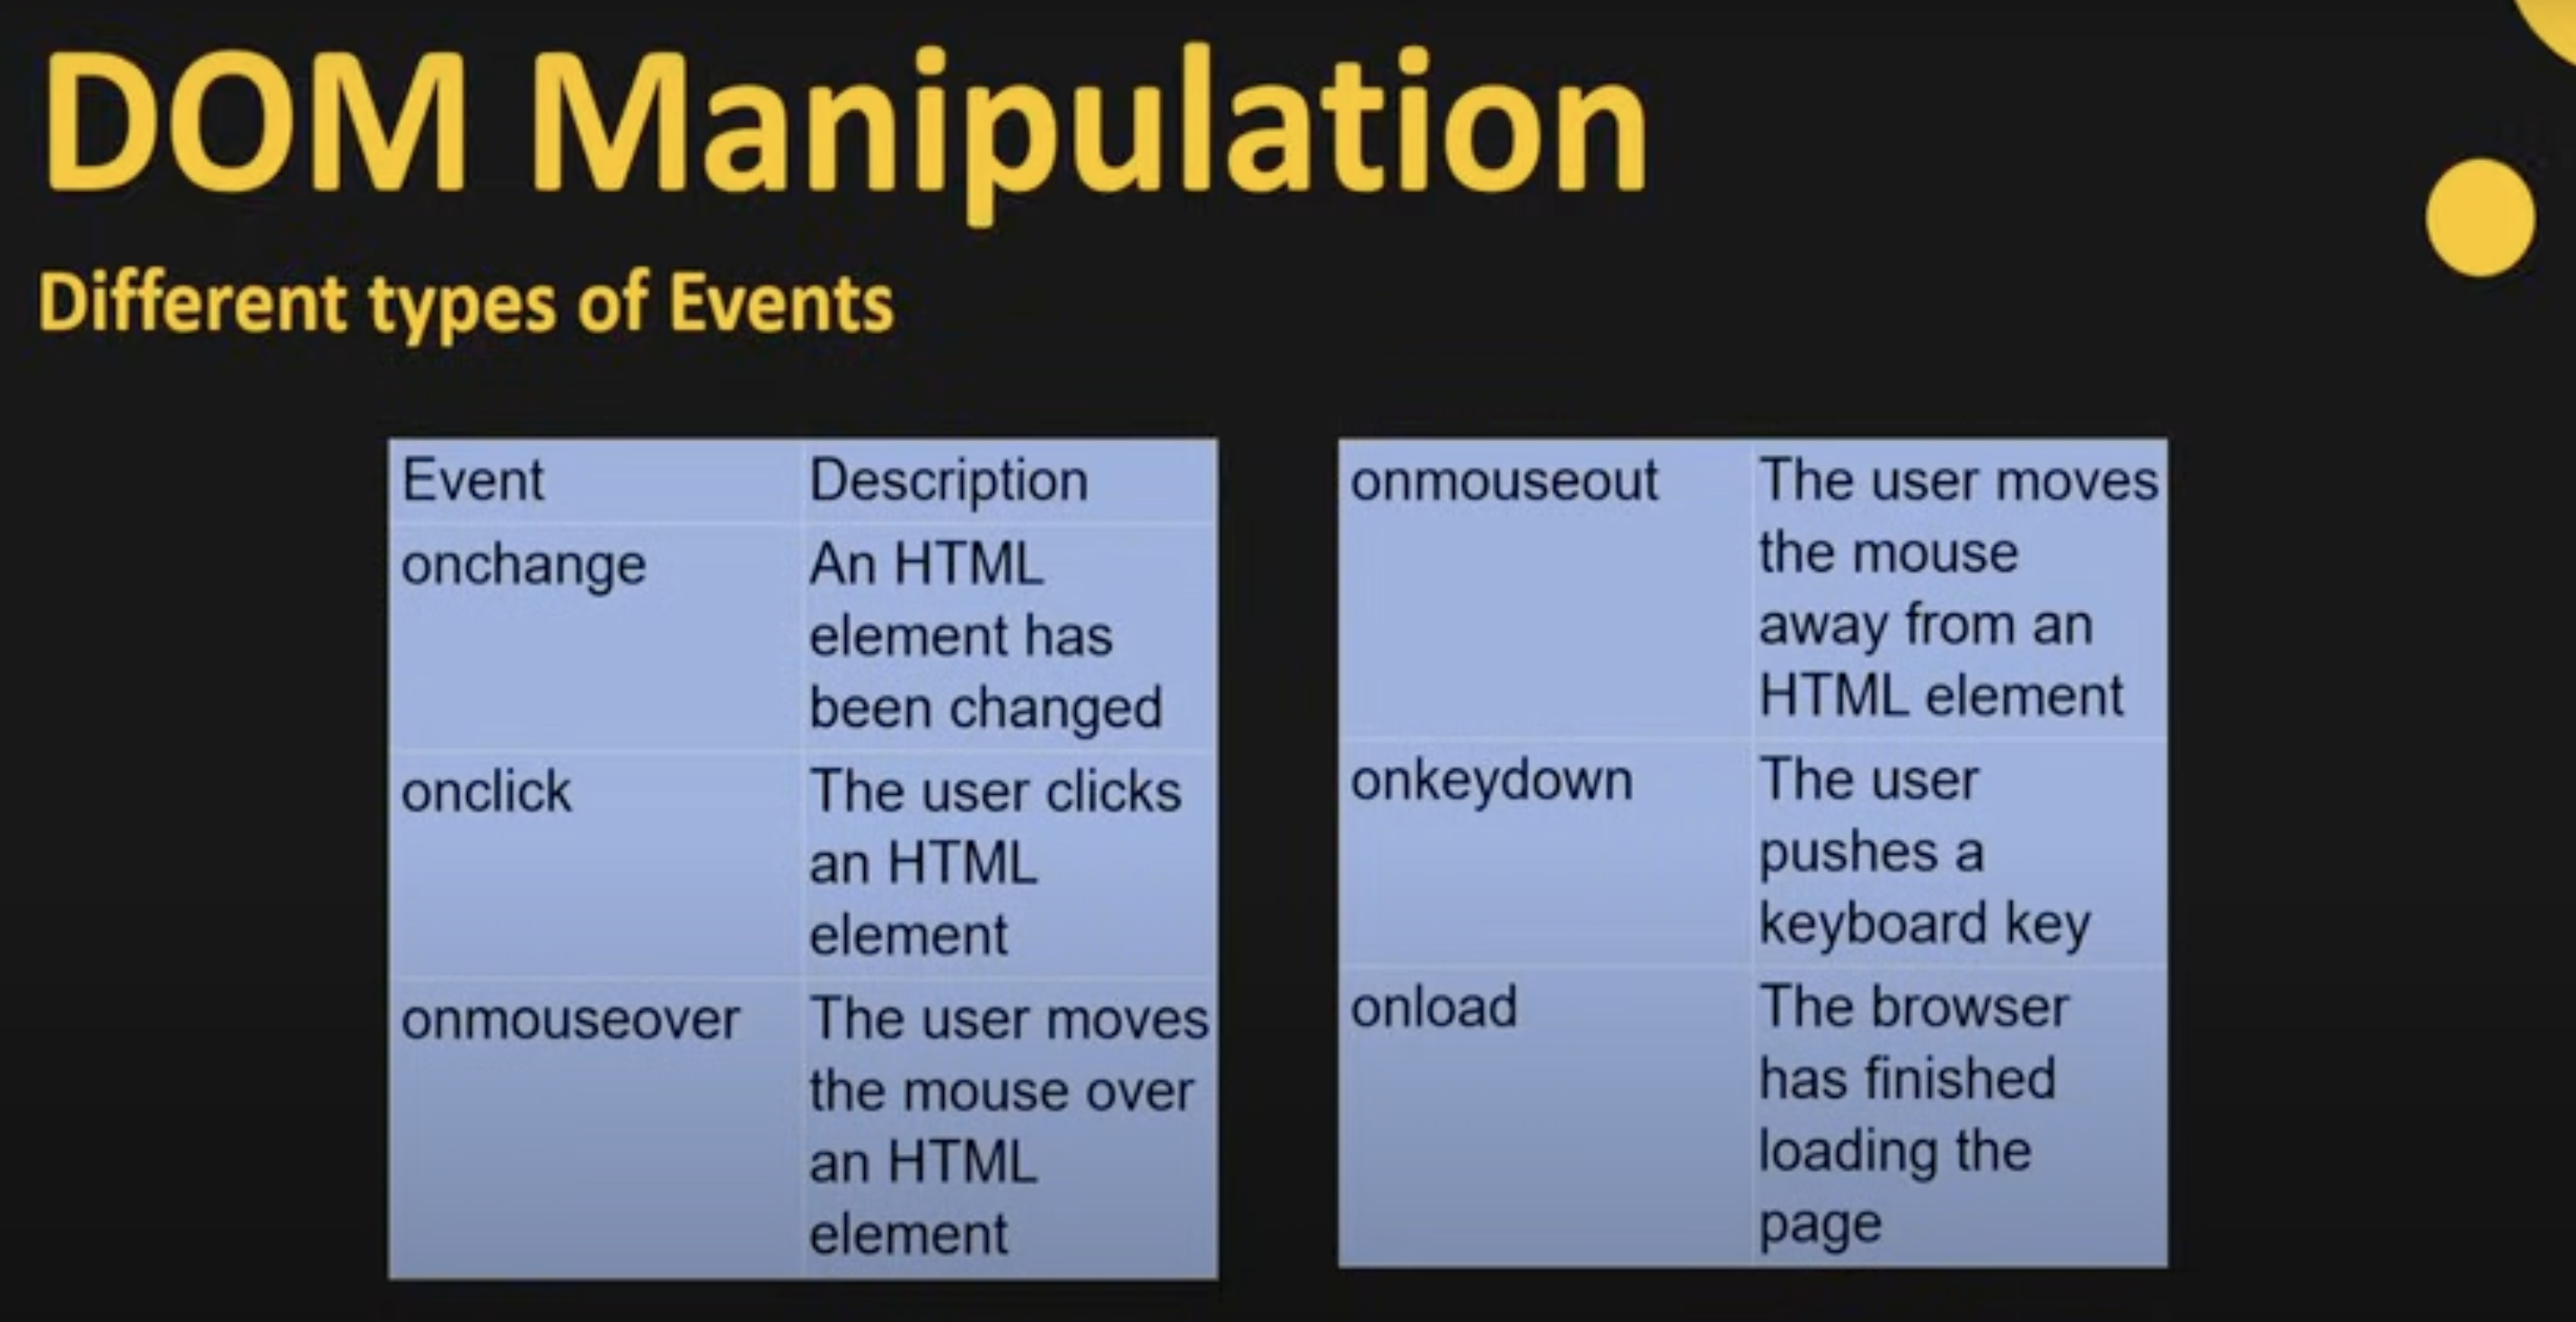 DOM Manipulation
Different types of Events
Event Description
onchange An HTML
element has
been changed
onclick The user clicks
an HTML
element
onmouseover The user moves
the mouse over
an HTML
element
onmouseout The user moves
the mouse
away from an
HTML element
onkeydown The user
pushes a
keyboard key
onload The browser
has finished
loading the
page